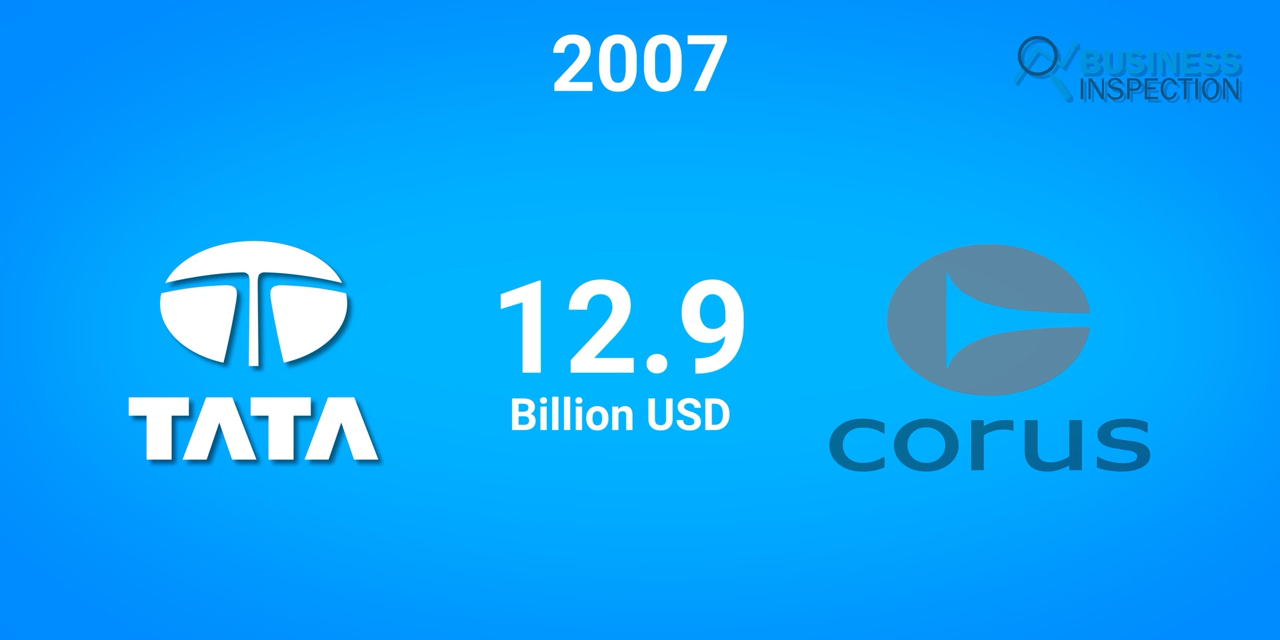 2007
BUSINESS
INSPECTION
TATA
12.9
Billion USD
corus